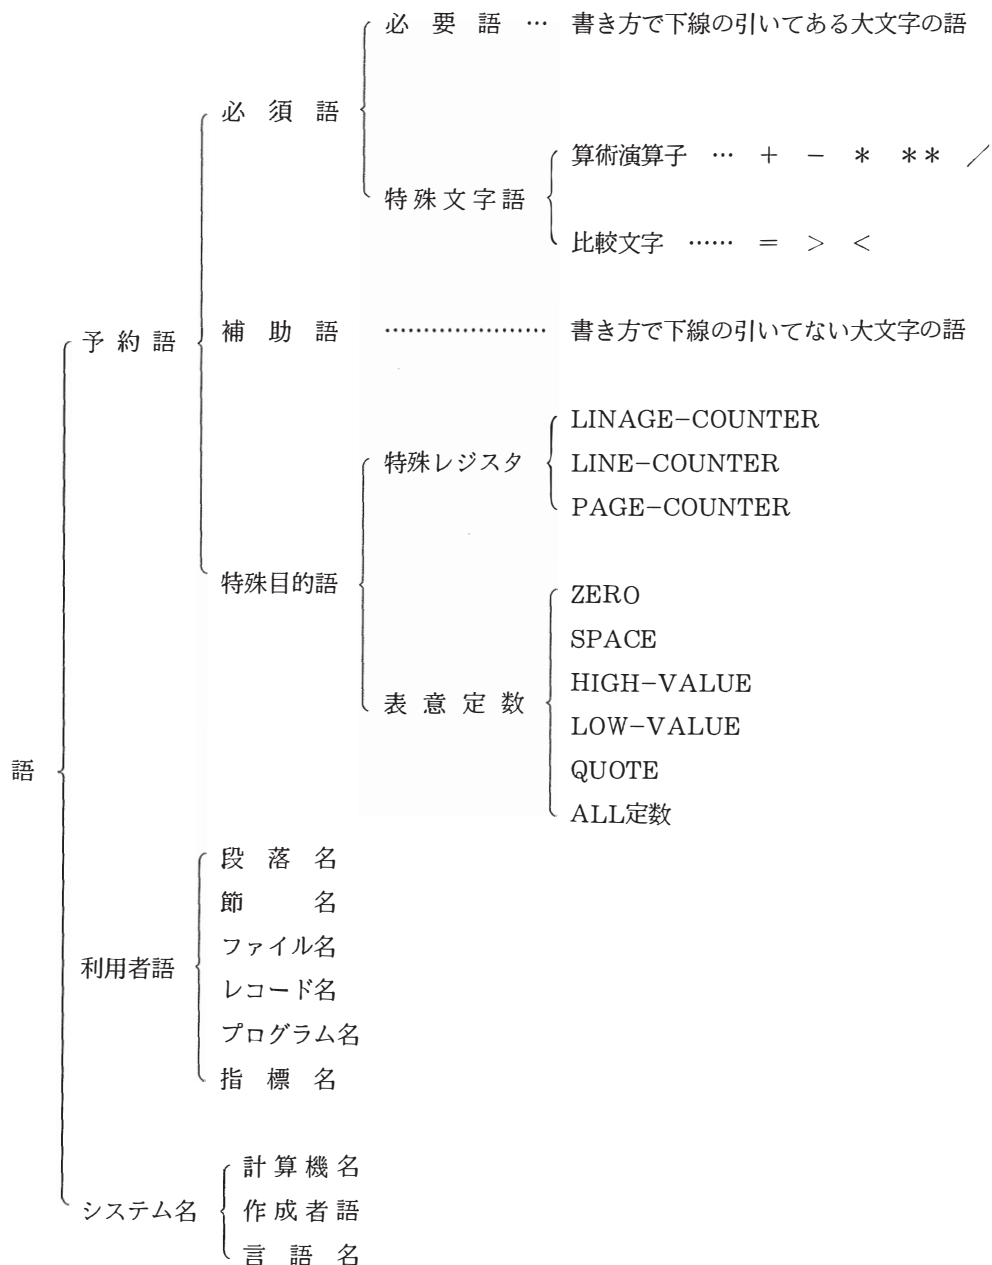 必要語 … 書き方で下線の引いてある大文字の語
必須語
算術演算子 … + − * ** /
特殊文字語
比較文字 …… = > <
補助語 ………………… 書き方で下線の引いてない大文字の語
予約語
LINAGE−COUNTER
特殊レジスタ LINE−COUNTER
PAGE−COUNTER
特殊目的語
ZERO
SPACE
HIGH−VALUE
表意定数
LOW−VALUE
語
QUOTE
ALL定数
段落名
節名
ファイル名
利用者語
レコード名
プログラム名
指標名
計算機名
システム名 作成者語
言語名